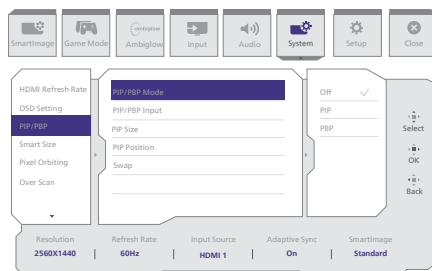 ambiglow
SmartImage
Game Mode
Ambiglow
Input
Audio
System
Setup
Close
HDMI Refresh Rate
OSD Setting
PIP/PBP
Smart Size
Pixel Orbiting
Over Scan
PIP/PBP Mode
PIP/PBP Input
PIP Size
PIP Position
Swap
Off
PIP
PBP
Select
OK
Back
Resolution
Refresh Rate
Input Source
Adaptive Sync
SmartImage
2560X1440
60Hz
HDMI 1
On
Standard